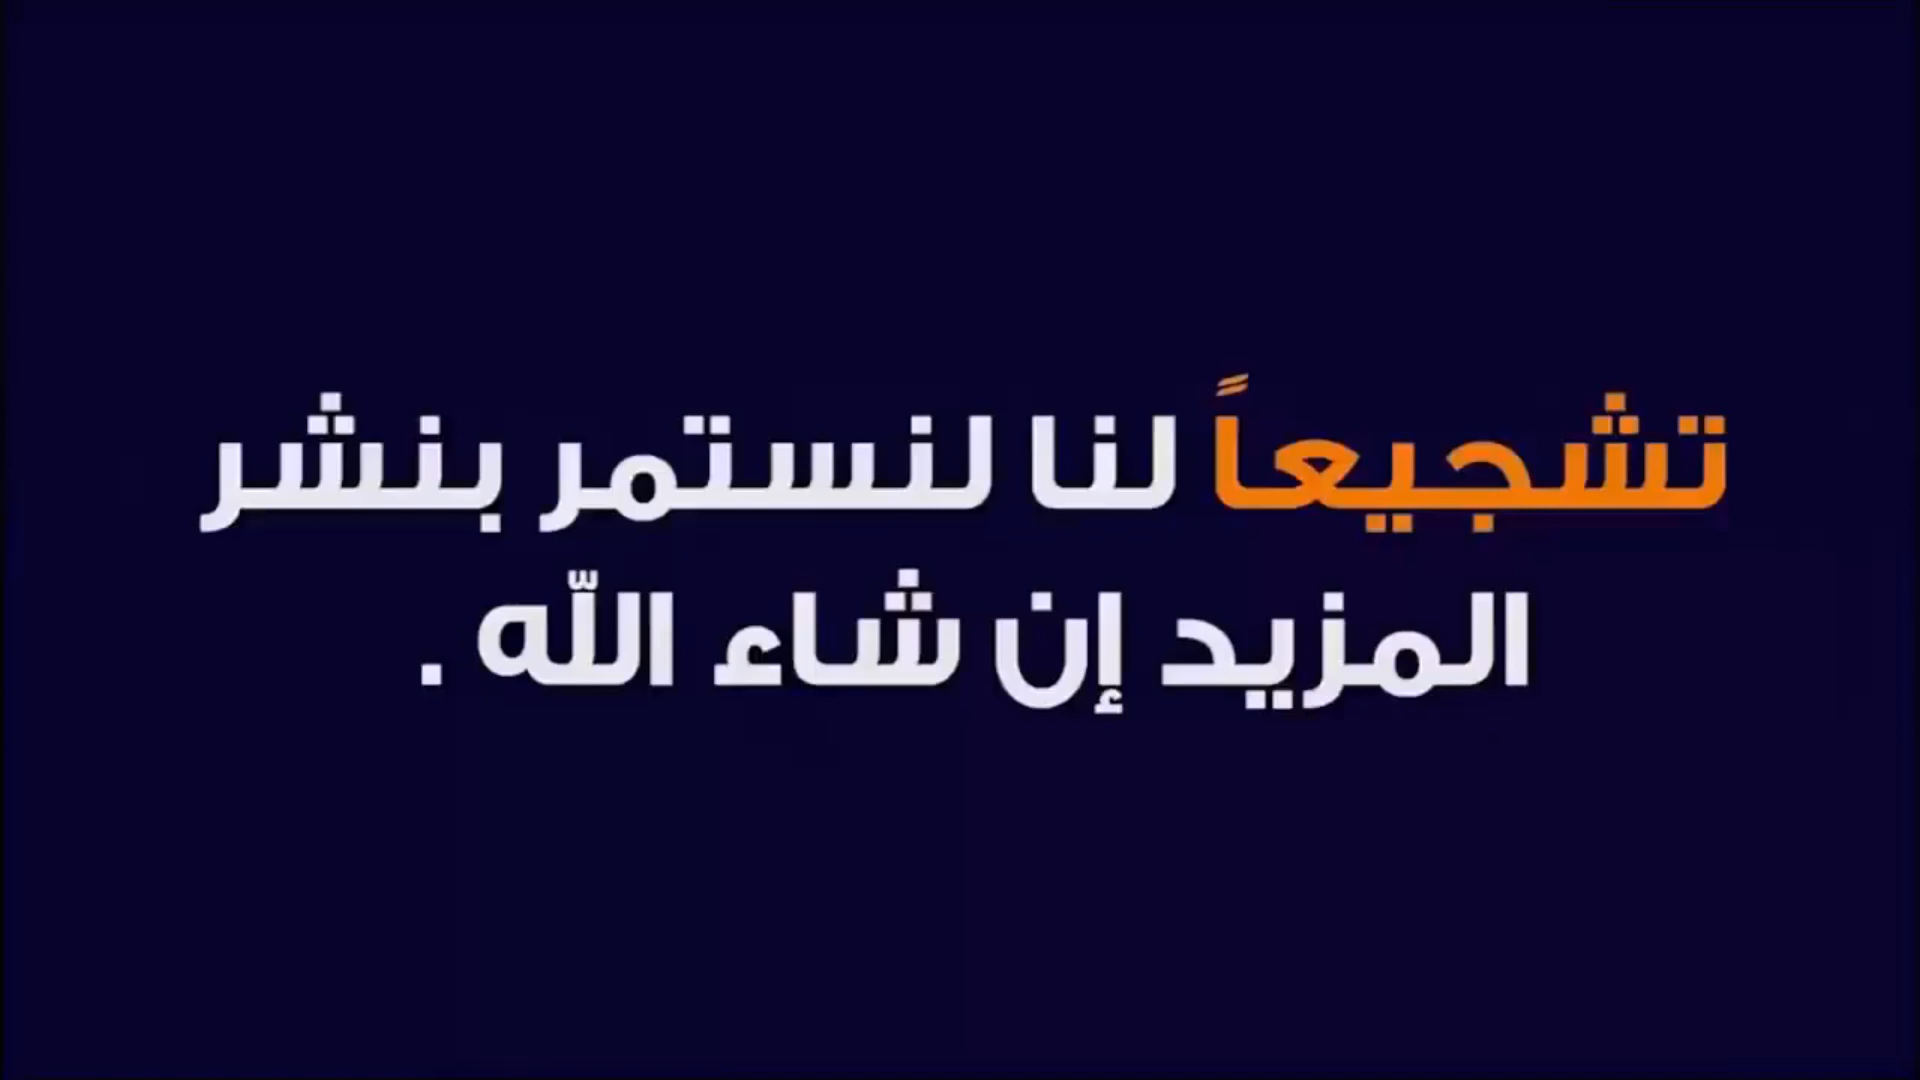 تشجيعاً لنا لنستمر بنشر
المزيد إن شاء اللّه .